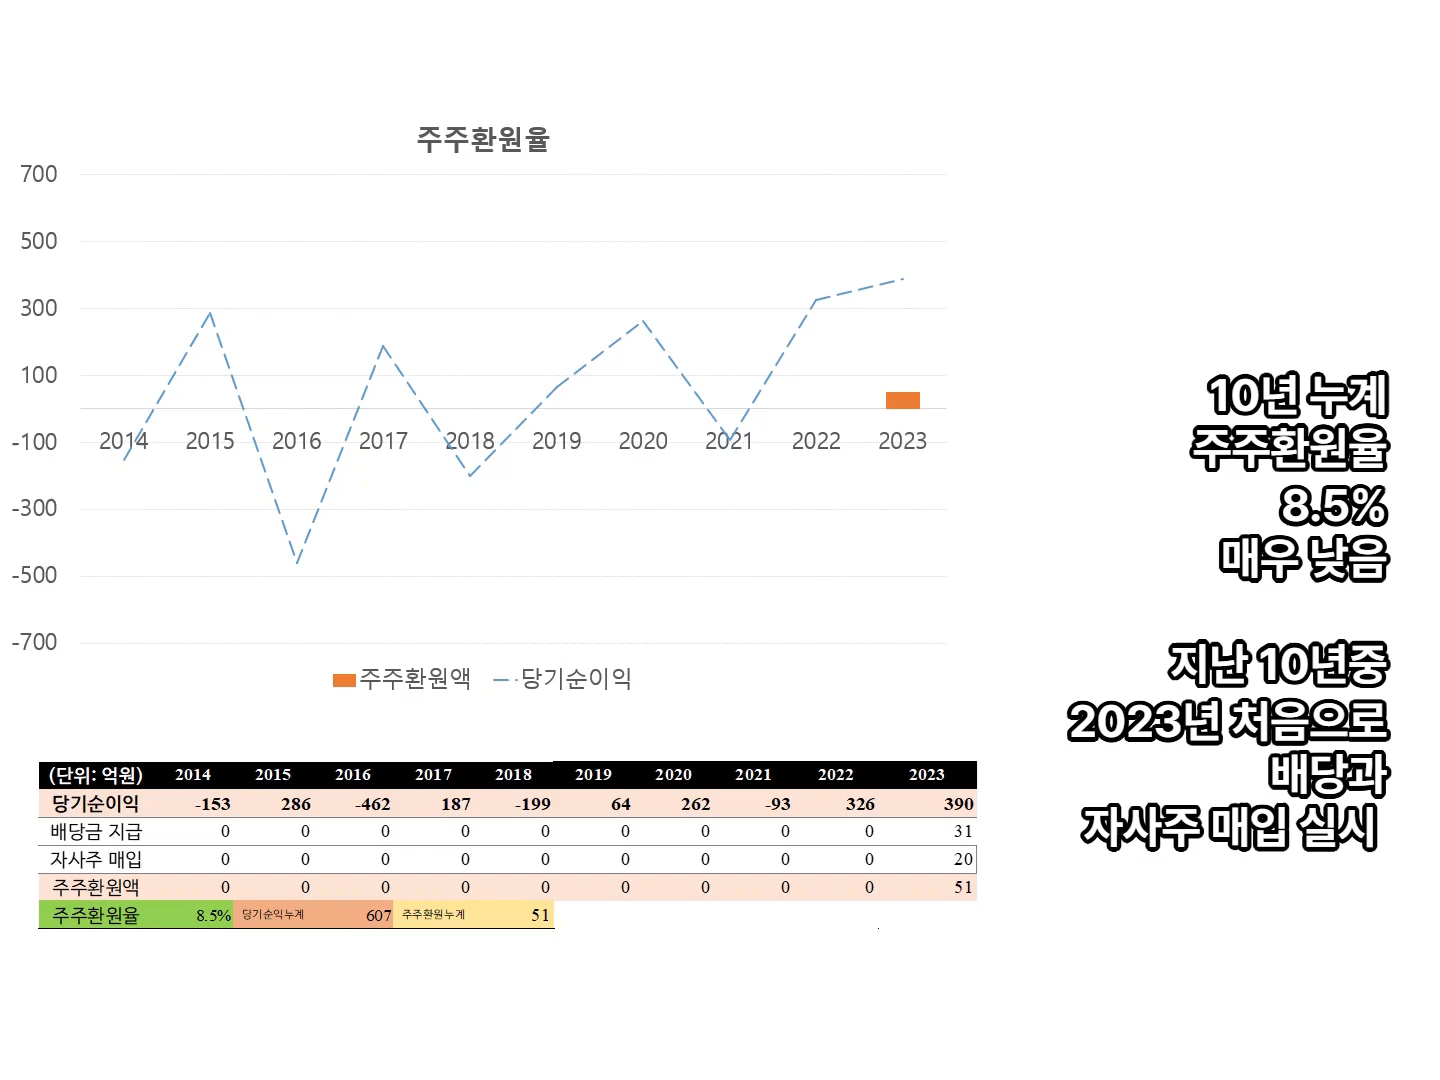 주주환원율
700
500
300
100
-100
-300
-500
-700
2014 2015 2016 2017 2018 2019 2020 2021 2022 2023
주주환원액 당기순이익
10년 누계
주주환원율
8.5%
매우 낮음
지난 10년중
2023년 처음으로
배당과
자사주 매입 실시
(단위: 억원) 2014 2015 2016 2017 2018 2019 2020 2021 2022 2023
당기순이익 -153 286 -462 187 -199 64 262 -93 326 390
배당금 지급 0 0 0 0 0 0 0 0 0 31
자사주 매입 0 0 0 0 0 0 0 0 0 20
주주환원액 0 0 0 0 0 0 0 0 0 51
주주환원율 8.5% 당기순익누계 607 주주환원누계 51